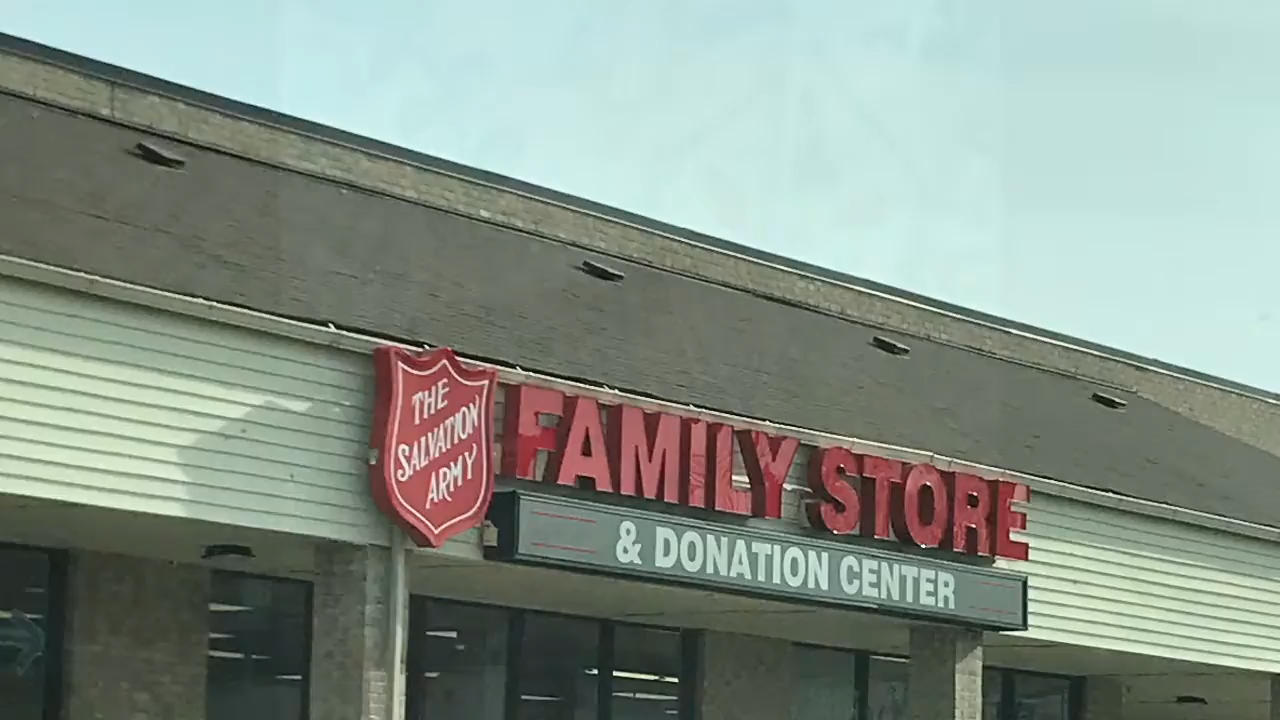 THE
SALVATION
ARMY
FAMILY STORE
& DONATION CENTER